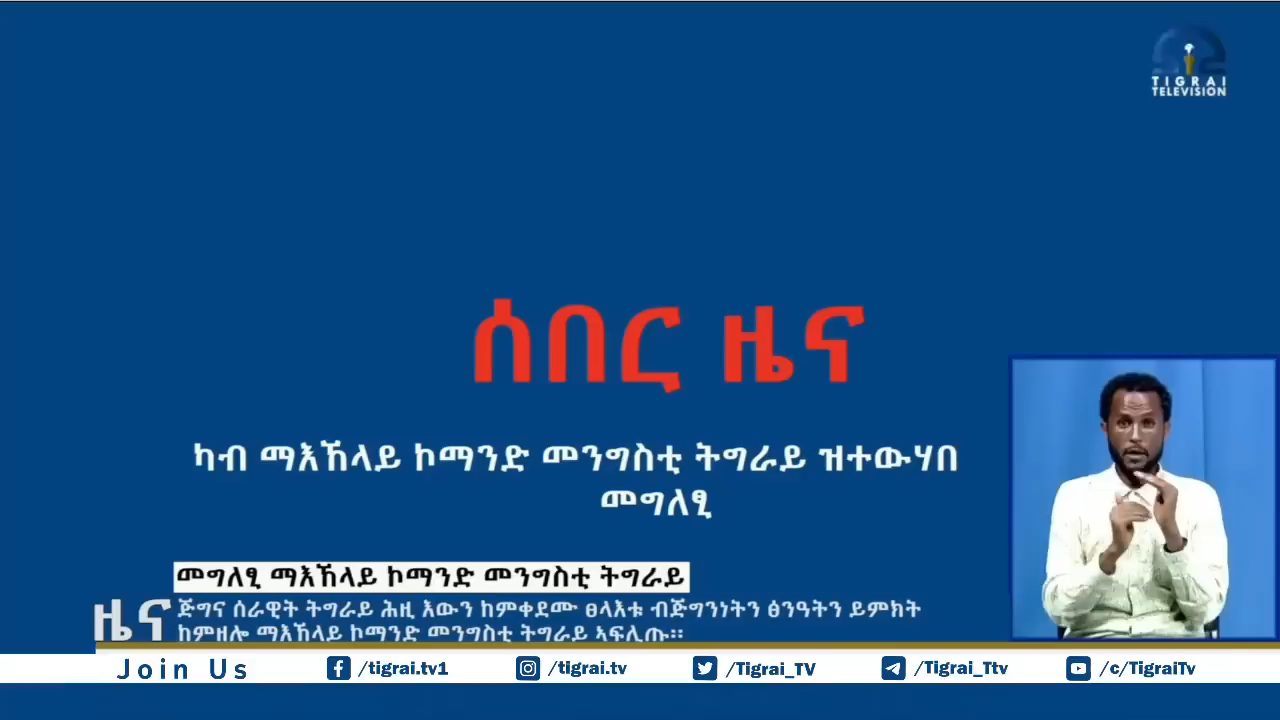 TIGRAI
TELEVISION
ሰበር ዜና
ካብ ማእኸላይ ኮማንድ መንግስቲ ትግራይ ዝተውሃበ
መግለፂ
መግለፂ ማእኸላይ ኮማንድ መንግስቲ ትግራይ
ዜና
ጅግና ሰራዊት ትግራይ ሕዚ እውን ከምቀደሙ ፀላእቱ ብጅግንነትን ፅንዓትን ይምክት
ከምዘሎ ማእኸላይ ኮማንድ መንግስቲ ትግራይ ኣፍሊጡ።
Join Us /tigrai.tv1 /tigrai.tv /Tigrai_TV /Tigrai_Ttv /c/TigraiTv